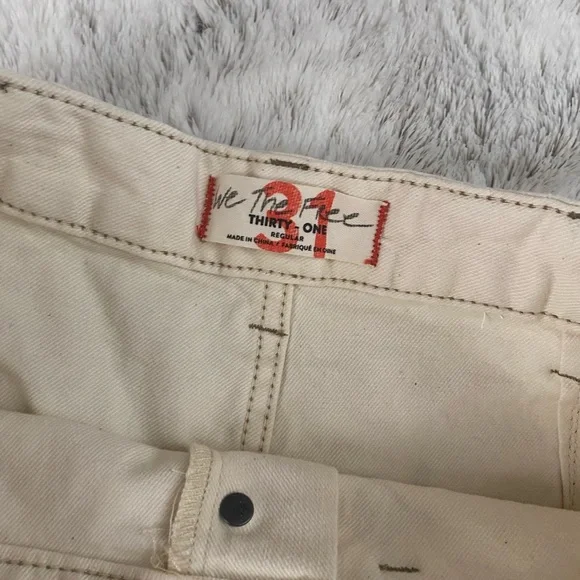 We The Free
31
THIRTY - ONE
REGULAR
MADE IN CHINA • FABRIQUÉ EN CHINE